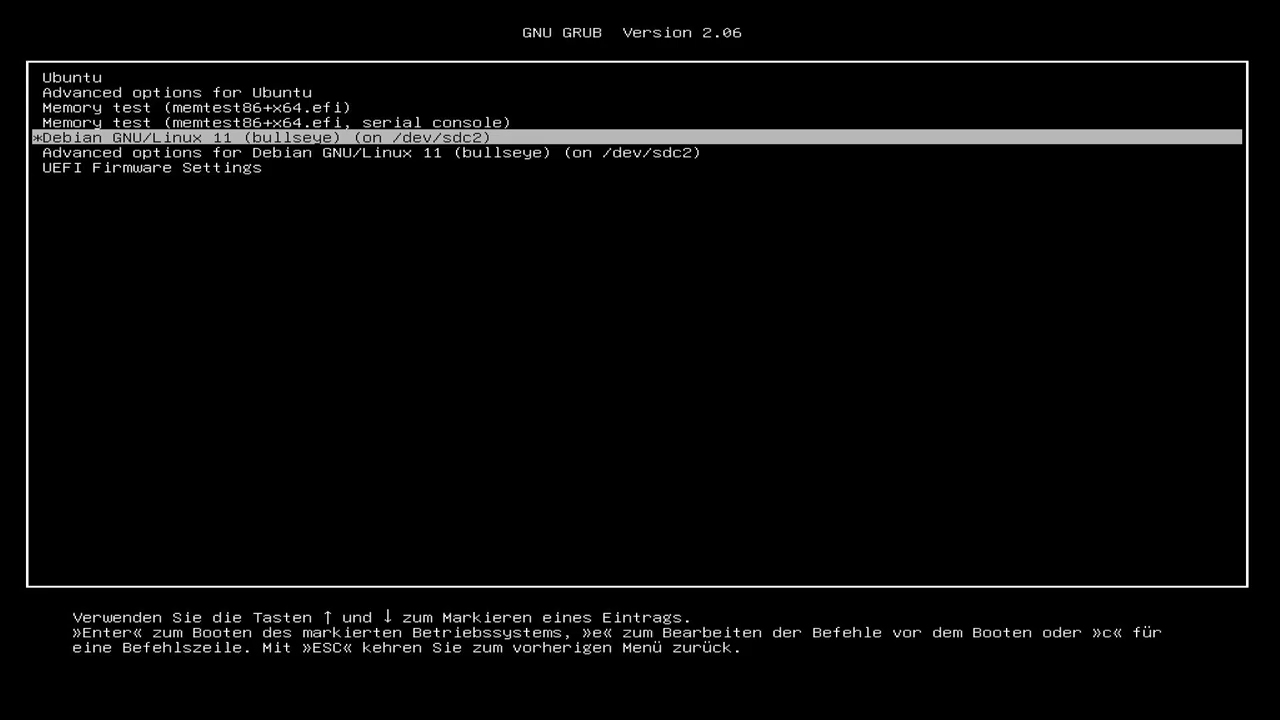 GNU GRUB  Version 2.06
Ubuntu
Advanced options for Ubuntu
Memory test (memtest86+x64.efi)
Memory test (memtest86+x64.efi, serial console)
*Debian GNU/Linux 11 (bullseye) (on /dev/sdc2)
Advanced options for Debian GNU/Linux 11 (bullseye) (on /dev/sdc2)
UEFI Firmware Settings
Verwenden Sie die Tasten ↑ und ↓ zum Markieren eines Eintrags.
»Enter« zum Booten des markierten Betriebssystems, »e« zum Bearbeiten der Befehle vor dem Booten oder »c« für
eine Befehlszeile. Mit »ESC« kehren Sie zum vorherigen Menü zurück.